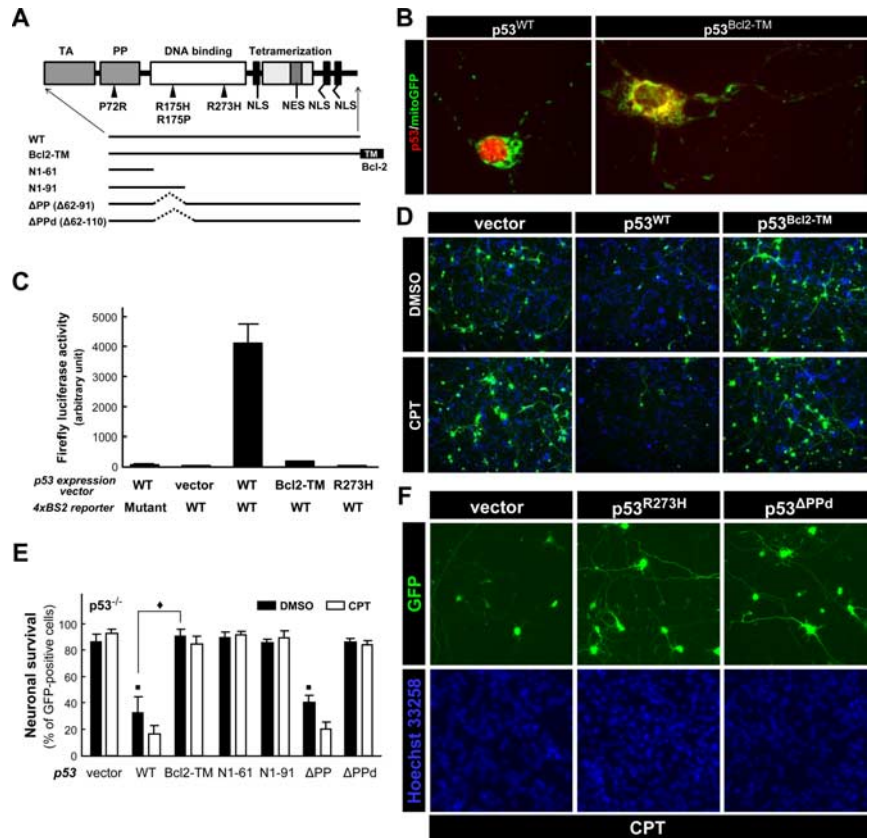 A
TA PP DNA binding Tetramerization
P72R R175H R273H NLS NES NLS NLS
R175P
WT
Bcl2-TM TM
Bcl-2
N1-61
N1-91
ΔPP (Δ62-91)
ΔPPd (Δ62-110)
B
p53WT p53Bcl2-TM
p53/mitoGFP
C
Firefly luciferase activity
(arbitrary unit)
5000
4000
3000
2000
1000
0
p53 expression vector WT vector WT Bcl2-TM R273H
4xBS2 reporter Mutant WT WT WT WT
D
vector p53WT p53Bcl2-TM
DMSO
CPT
E
p53-/- DMSO CPT
Neuronal survival
(% of GFP-positive cells)
100
80
60
40
20
0
p53 vector WT Bcl2-TM N1-61 N1-91 ΔPP ΔPPd
F
vector p53R273H p53ΔPPd
GFP
Hoechst 33258
CPT